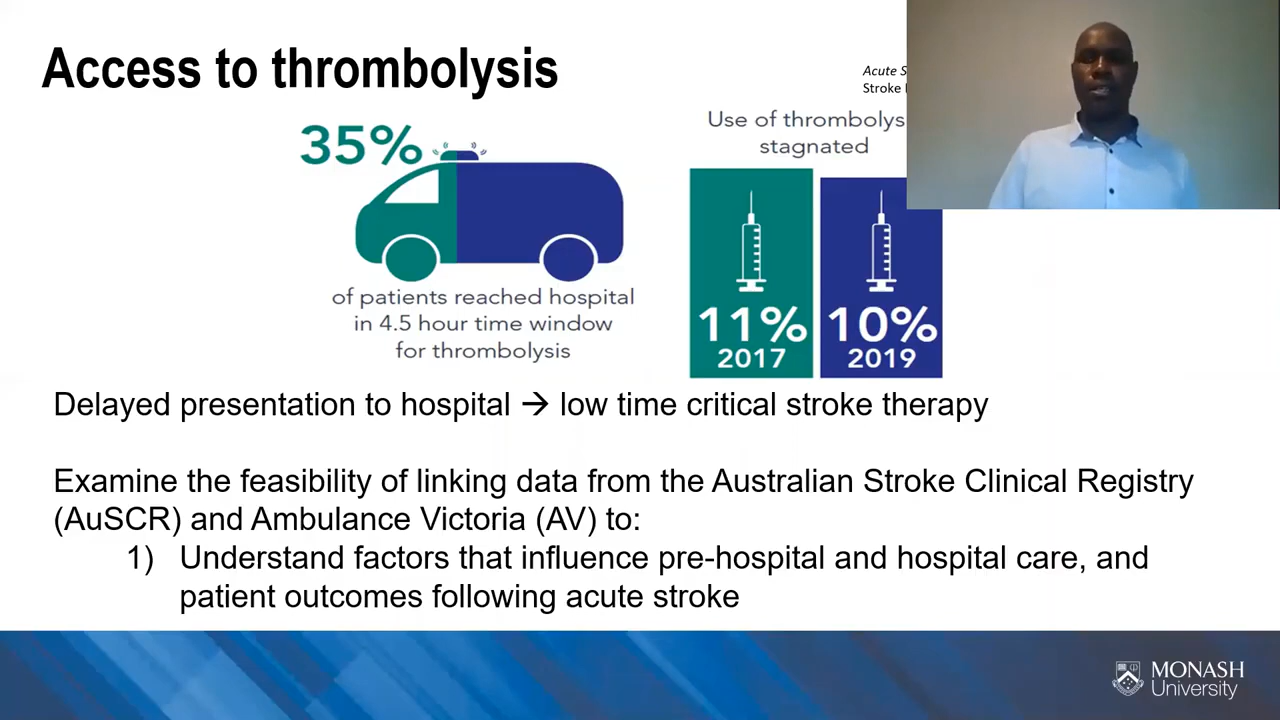 Access to thrombolysis
Acute
Stroke
35%
of patients reached hospital
in 4.5 hour time window
for thrombolysis
Use of
stagnated
11%
2017
10%
2019
Delayed presentation to hospital → low time critical stroke therapy
Examine the feasibility of linking data from the Australian Stroke Clinical Registry
(AuSCR) and Ambulance Victoria (AV) to:
1) Understand factors that influence pre-hospital and hospital care, and
patient outcomes following acute stroke
MONASH
University